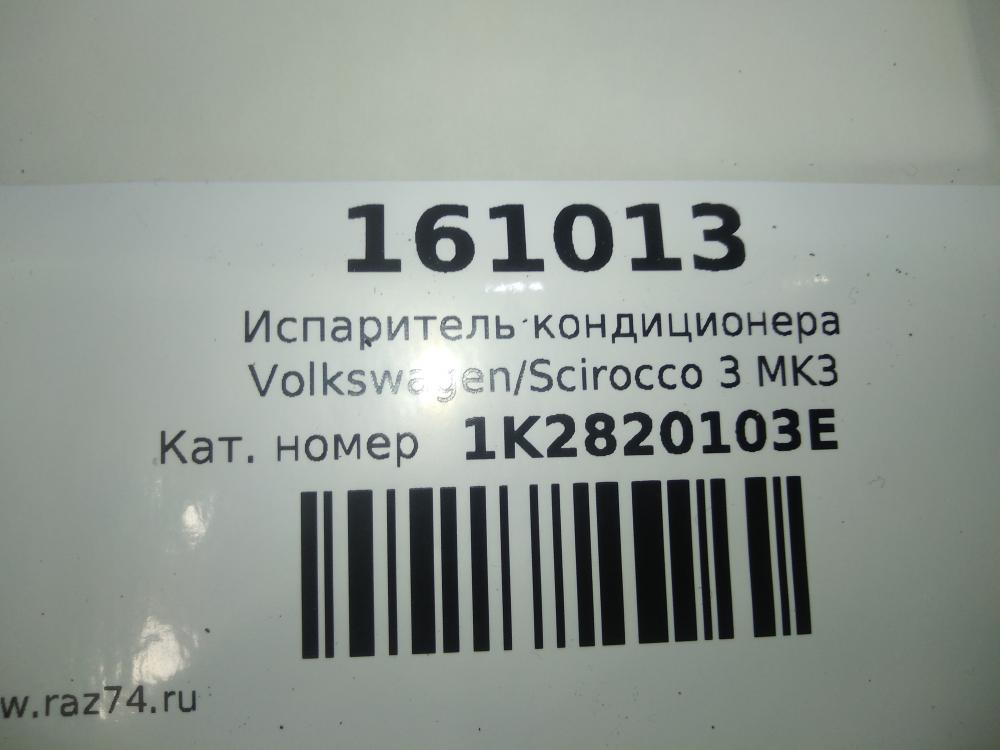 161013
Испаритель кондиционера
Volkswagen/Scirocco 3 MK3
Кат. номер 1K2820103E
w.raz74.ru